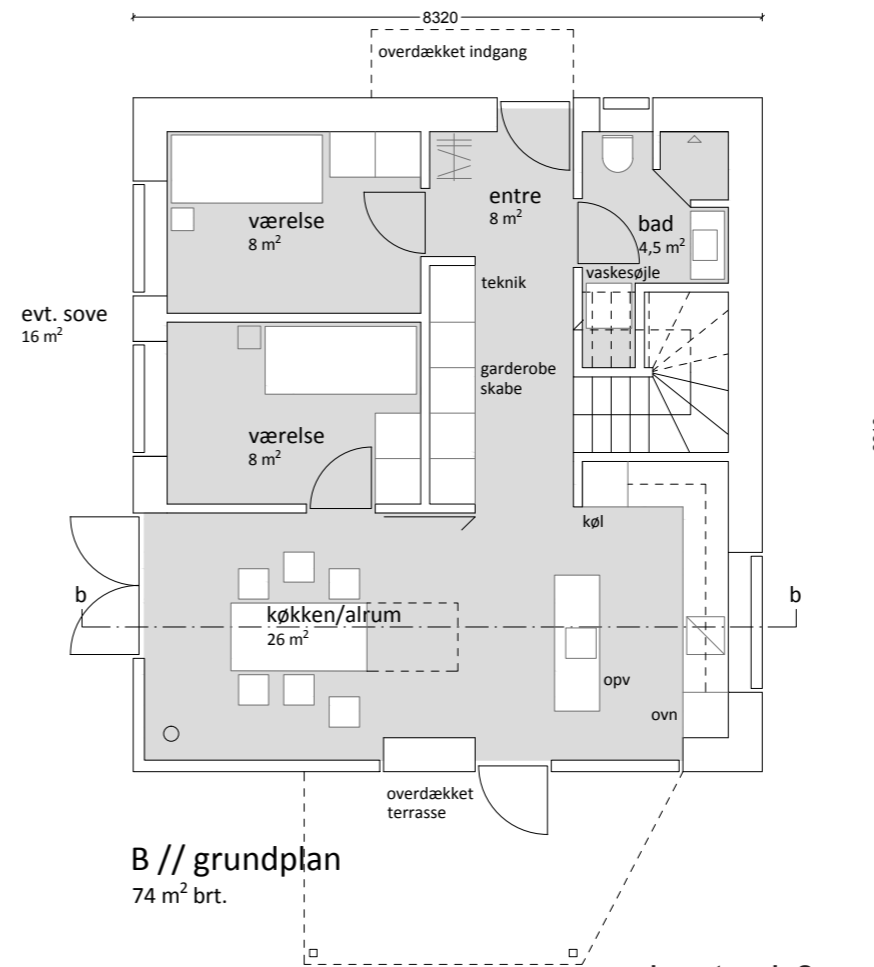 8320
overdækket indgang
værelse
8 m²
entre
8 m²
bad
4,5 m²
vaskesøjle
teknik
evt. sove
16 m²
garderobe
skabe
værelse
8 m²
køl
b
b
køkken/alrum
26 m²
opv
ovn
overdækket
terrasse
B // grundplan
74 m² brt.